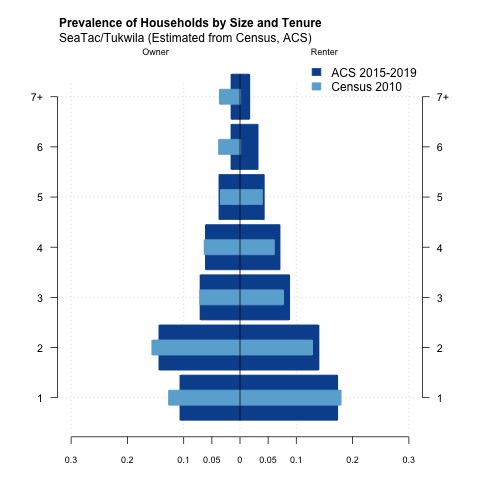 Prevalence of Households by Size and Tenure
SeaTac/Tukwila (Estimated from Census, ACS)
Owner Renter
ACS 2015-2019
Census 2010
7+ 7+
6 6
5 5
4 4
3 3
2 2
1 1
0.3 0.2 0.1 0.05 0 0.05 0.1 0.2 0.3